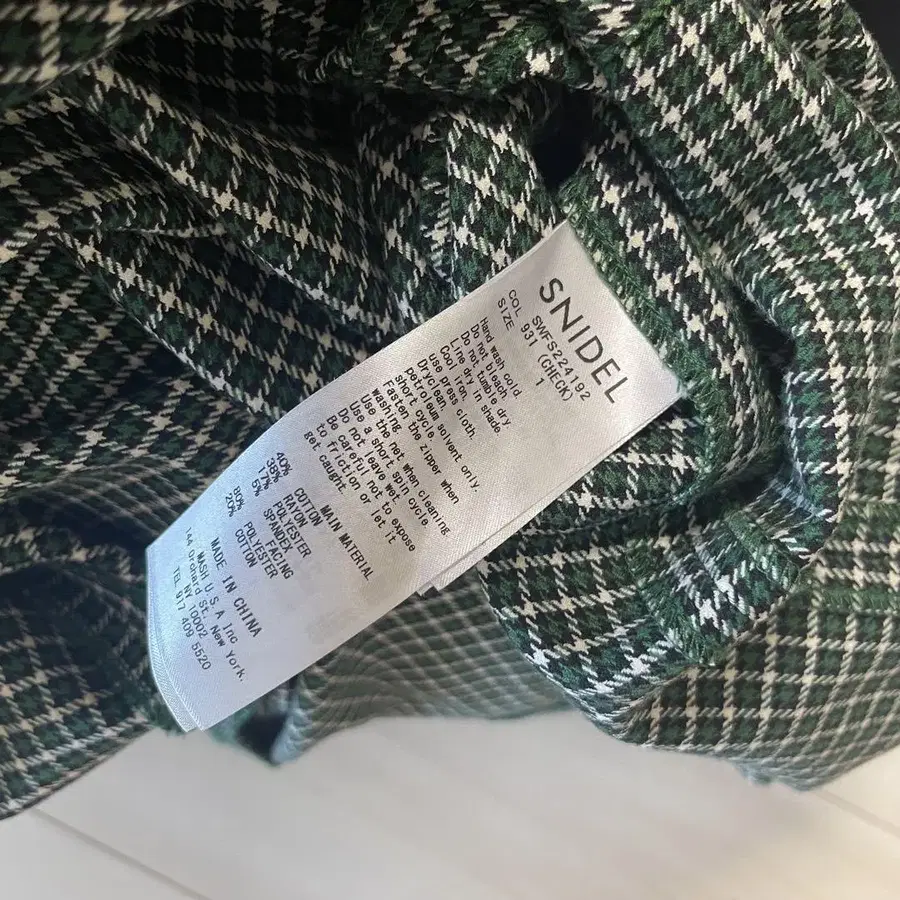 SNIDEL
SWFS224192
COL 931 (CHECK)
SIZE 1
Hand wash cold
Do not bleach
Do not tumble dry
Line dry in shade.
Cool iron.
use press cloth.
Dryclean.
petroleum solvent only.
short cycle.
Fasten the zipper when
washing.
Use the net when cleaning
Use a short spin cycle.
Do not leave wet.
Be careful not to expose
to friction or let it
get caught.
MAIN MATERIAL
40% COTTON
38% RAYON
17% POLYESTER
5% SPANDEX
FACING
80% POLYESTER
20% COTTON
MADE IN CHINA
MASH U.S.A Inc
144 Orchard St. New York.
NY 10002
TEL 917 409 5520